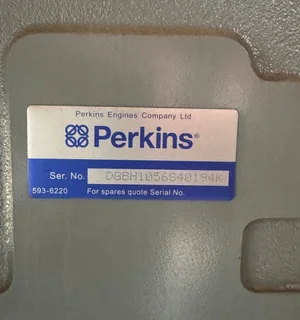 Perkins Engines Company Ltd
Perkins®
Ser. No. DGBH1056S40194K
593-6220 For spares quote Serial No.